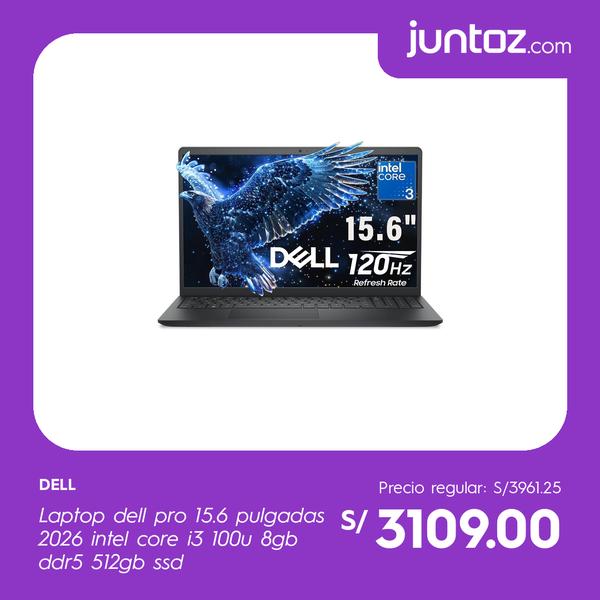 juntoz.com
intel
CORE
3
15.6"
DELL 120Hz
Refresh Rate
DELL
Precio regular: S/3961.25
Laptop dell pro 15.6 pulgadas
2026 intel core i3 100u 8gb
ddr5 512gb ssd
S/ 3109.00